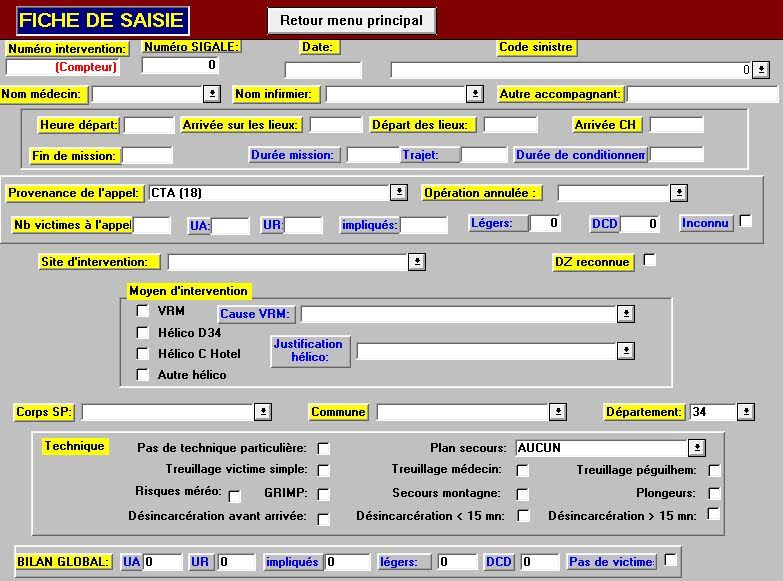 FICHE DE SAISIE Retour menu principal
Numéro intervention: Numéro SIGALE: Date: Code sinistre
(Compteur) 0 0
Nom médecin: Nom infirmier: Autre accompagnant:
Heure départ: Arrivée sur les lieux: Départ des lieux: Arrivée CH
Fin de mission: Durée mission: Trajet: Durée de conditionnem
Provenance de l'appel: CTA (18) Opération annulée :
Nb victimes à l'appel UA: UR: impliqués: Légers: 0 DCD 0 Inconnu
Site d'intervention: DZ reconnue
Moyen d'intervention
VRM Cause VRM:
Hélico D34
Justification
hélico:
Hélico C Hotel
Autre hélico
Corps SP: Commune Département: 34
Technique Pas de technique particulière: Plan secours: AUCUN
Treuillage victime simple: Treuillage médecin: Treuillage péguilhem:
Risques méréo: GRIMP: Secours montagne: Plongeurs:
Désincarcération avant arrivée: Désincarcération < 15 mn: Désincarcération > 15 mn:
BILAN GLOBAL: UA 0 UR 0 impliqués 0 légers: 0 DCD 0 Pas de victime: